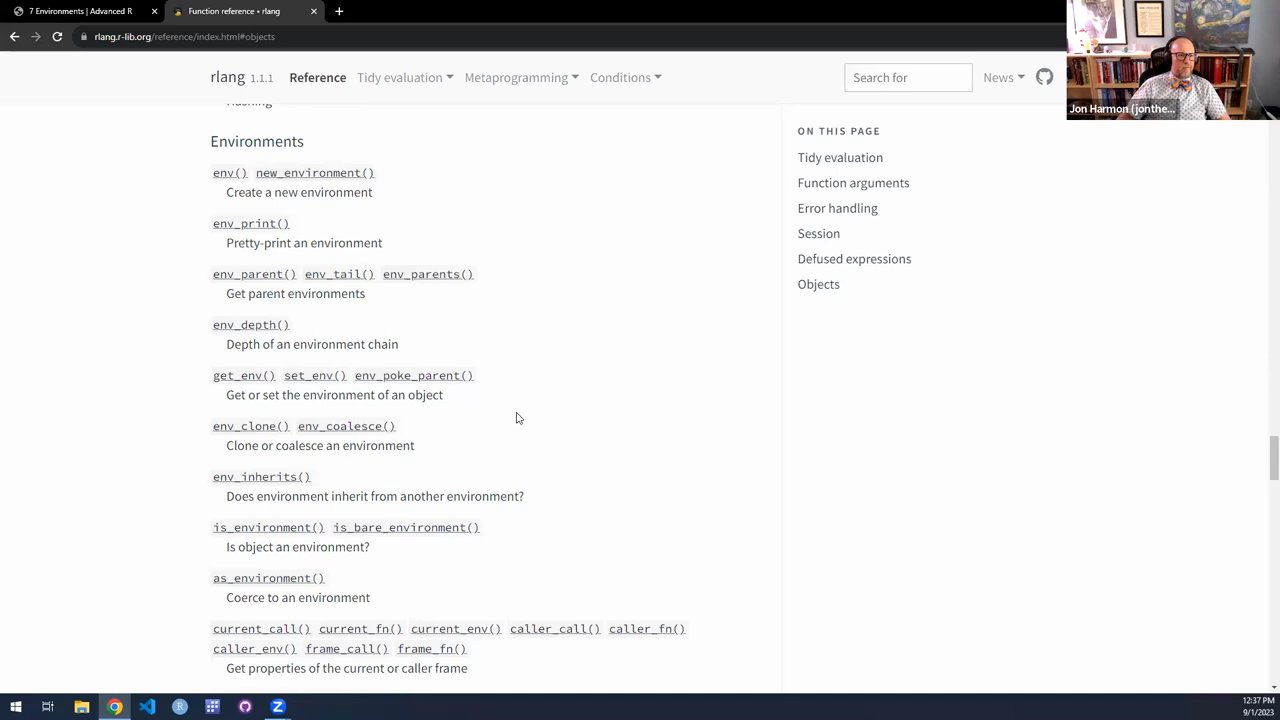 7 Environments | Advanced R
Function reference • rlang
rlang.r-lib.org/reference/index.html#objects
rlang 1.1.1 Reference Tidy evaluation Metaprogramming Conditions Search for News
Jon Harmon (jonthe...
Hashing
Environments
env() new_environment()
Create a new environment
env_print()
Pretty-print an environment
env_parent() env_tail() env_parents()
Get parent environments
env_depth()
Depth of an environment chain
get_env() set_env() env_poke_parent()
Get or set the environment of an object
env_clone() env_coalesce()
Clone or coalesce an environment
env_inherits()
Does environment inherit from another environment?
is_environment() is_bare_environment()
Is object an environment?
as_environment()
Coerce to an environment
current_call() current_fn() current_env() caller_call() caller_fn()
caller_env() frame_call() frame_fn()
Get properties of the current or caller frame
ON THIS PAGE
Tidy evaluation
Function arguments
Error handling
Session
Defused expressions
Objects
12:37 PM
9/1/2023